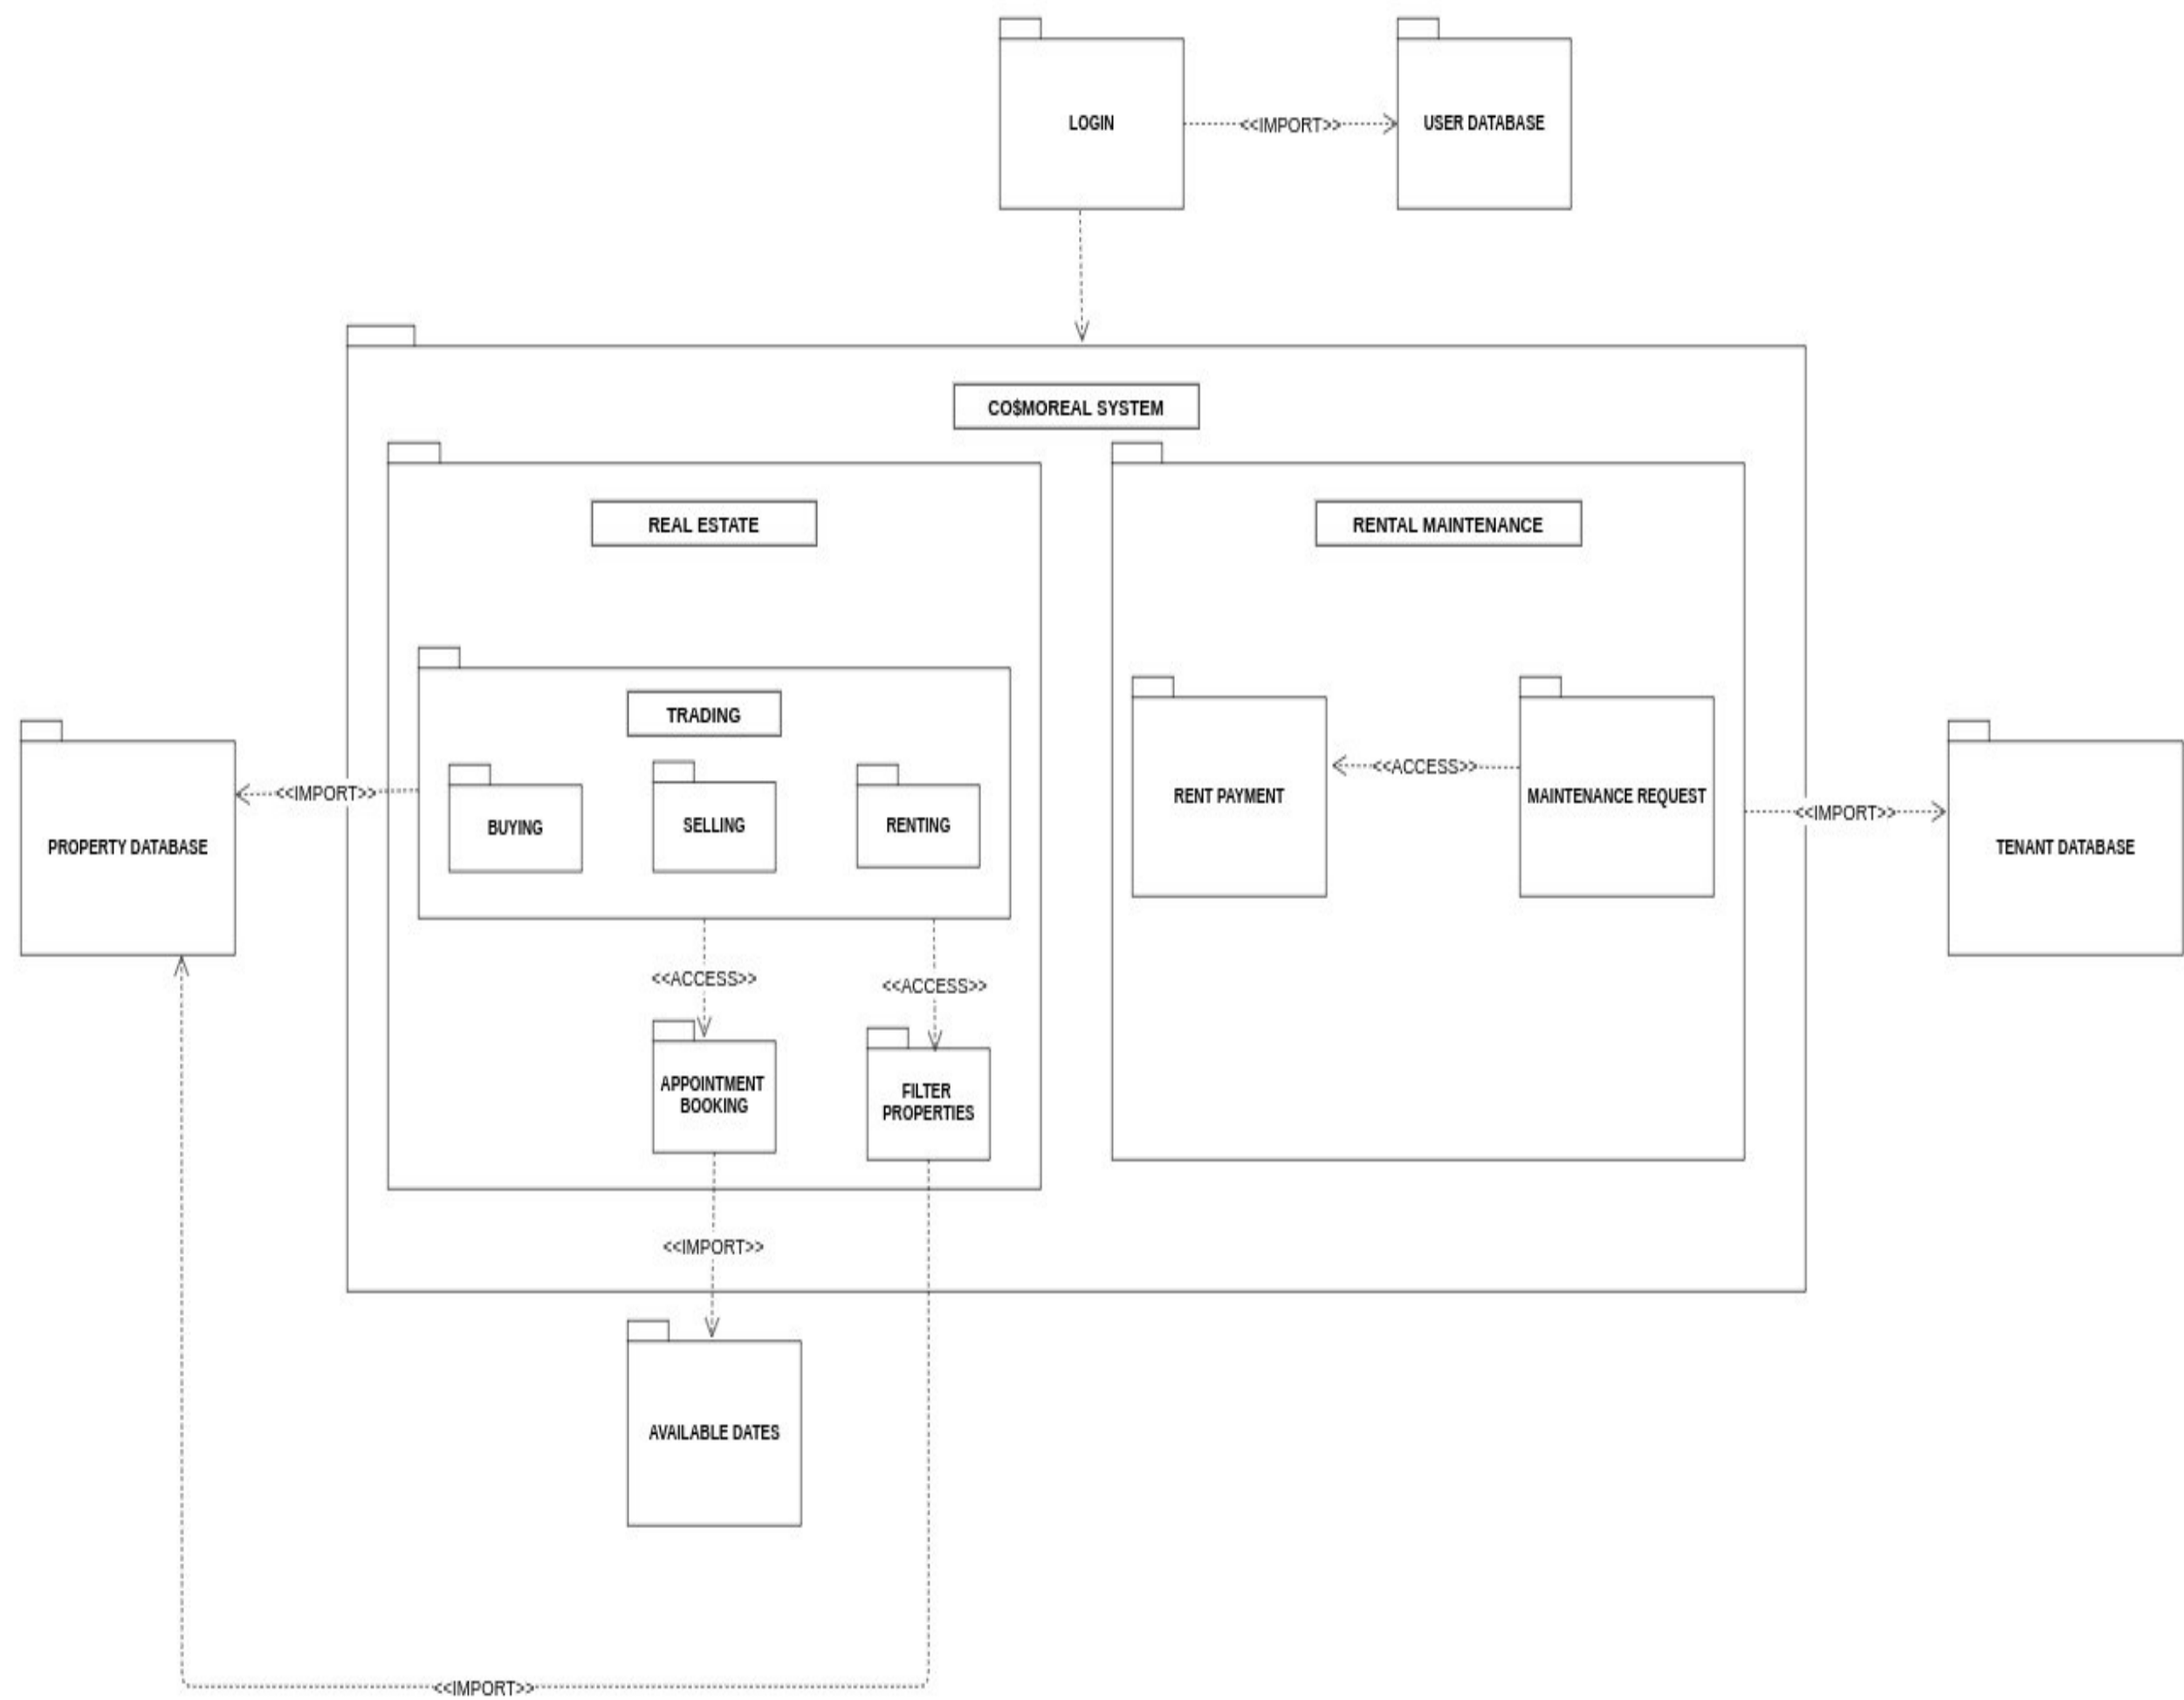 LOGIN
<<IMPORT>>
USER DATABASE
CO$MOREAL SYSTEM
REAL ESTATE
RENTAL MAINTENANCE
TRADING
<<IMPORT>>
BUYING
SELLING
RENTING
PROPERTY DATABASE
<<ACCESS>>
RENT PAYMENT
MAINTENANCE REQUEST
<<IMPORT>>
TENANT DATABASE
<<ACCESS>>
<<ACCESS>>
APPOINTMENT
BOOKING
FILTER
PROPERTIES
<<IMPORT>>
AVAILABLE DATES
<<IMPORT>>